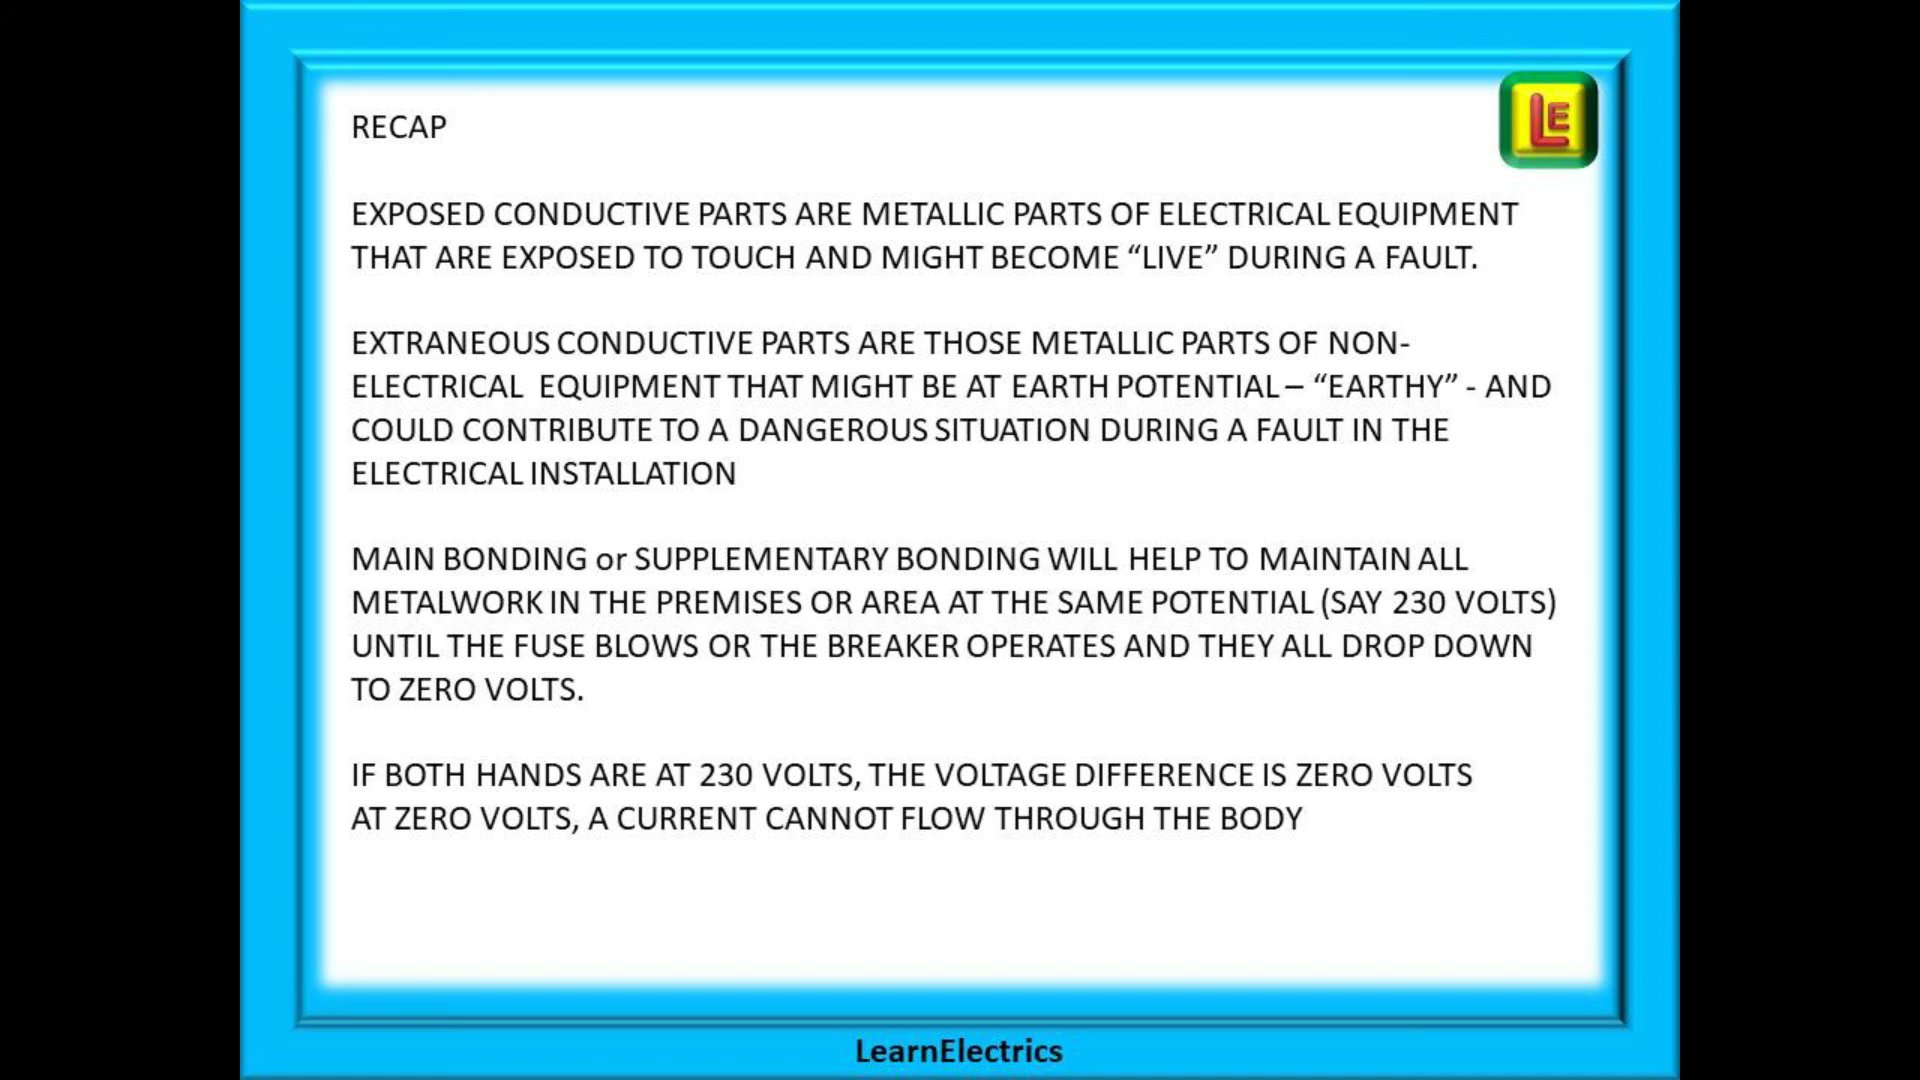 RECAP
LE
EXPOSED CONDUCTIVE PARTS ARE METALLIC PARTS OF ELECTRICAL EQUIPMENT
THAT ARE EXPOSED TO TOUCH AND MIGHT BECOME “LIVE” DURING A FAULT.
EXTRANEOUS CONDUCTIVE PARTS ARE THOSE METALLIC PARTS OF NON-
ELECTRICAL EQUIPMENT THAT MIGHT BE AT EARTH POTENTIAL – “EARTHY” - AND
COULD CONTRIBUTE TO A DANGEROUS SITUATION DURING A FAULT IN THE
ELECTRICAL INSTALLATION
MAIN BONDING or SUPPLEMENTARY BONDING WILL HELP TO MAINTAIN ALL
METALWORK IN THE PREMISES OR AREA AT THE SAME POTENTIAL (SAY 230 VOLTS)
UNTIL THE FUSE BLOWS OR THE BREAKER OPERATES AND THEY ALL DROP DOWN
TO ZERO VOLTS.
IF BOTH HANDS ARE AT 230 VOLTS, THE VOLTAGE DIFFERENCE IS ZERO VOLTS
AT ZERO VOLTS, A CURRENT CANNOT FLOW THROUGH THE BODY
LearnElectrics